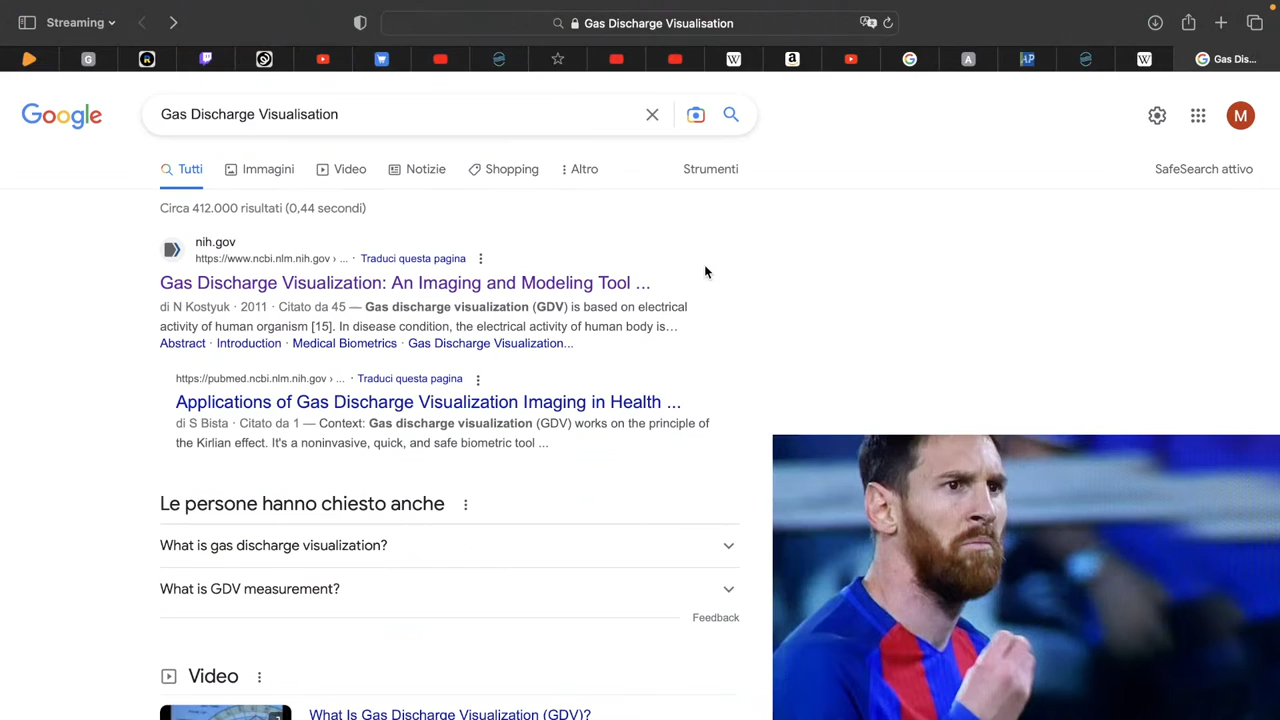 Streaming
Gas Discharge Visualisation
G
A
AP
W
a
W
Gas Dis...
Google
Gas Discharge Visualisation
M
Tutti
Immagini
Video
Notizie
Shopping
Altro
Strumenti
SafeSearch attivo
Circa 412.000 risultati (0,44 secondi)
nih.gov
https://www.ncbi.nlm.nih.gov › ... · Traduci questa pagina
Gas Discharge Visualization: An Imaging and Modeling Tool ...
di N Kostyuk · 2011 · Citato da 45 — Gas discharge visualization (GDV) is based on electrical
activity of human organism [15]. In disease condition, the electrical activity of human body is...
Abstract · Introduction · Medical Biometrics · Gas Discharge Visualization...
https://pubmed.ncbi.nlm.nih.gov › ... · Traduci questa pagina
Applications of Gas Discharge Visualization Imaging in Health ...
di S Bista · Citato da 1 — Context: Gas discharge visualization (GDV) works on the principle of
the Kirlian effect. It's a noninvasive, quick, and safe biometric tool ...
Le persone hanno chiesto anche
What is gas discharge visualization?
What is GDV measurement?
Feedback
Video
What Is Gas Discharge Visualization (GDV)?